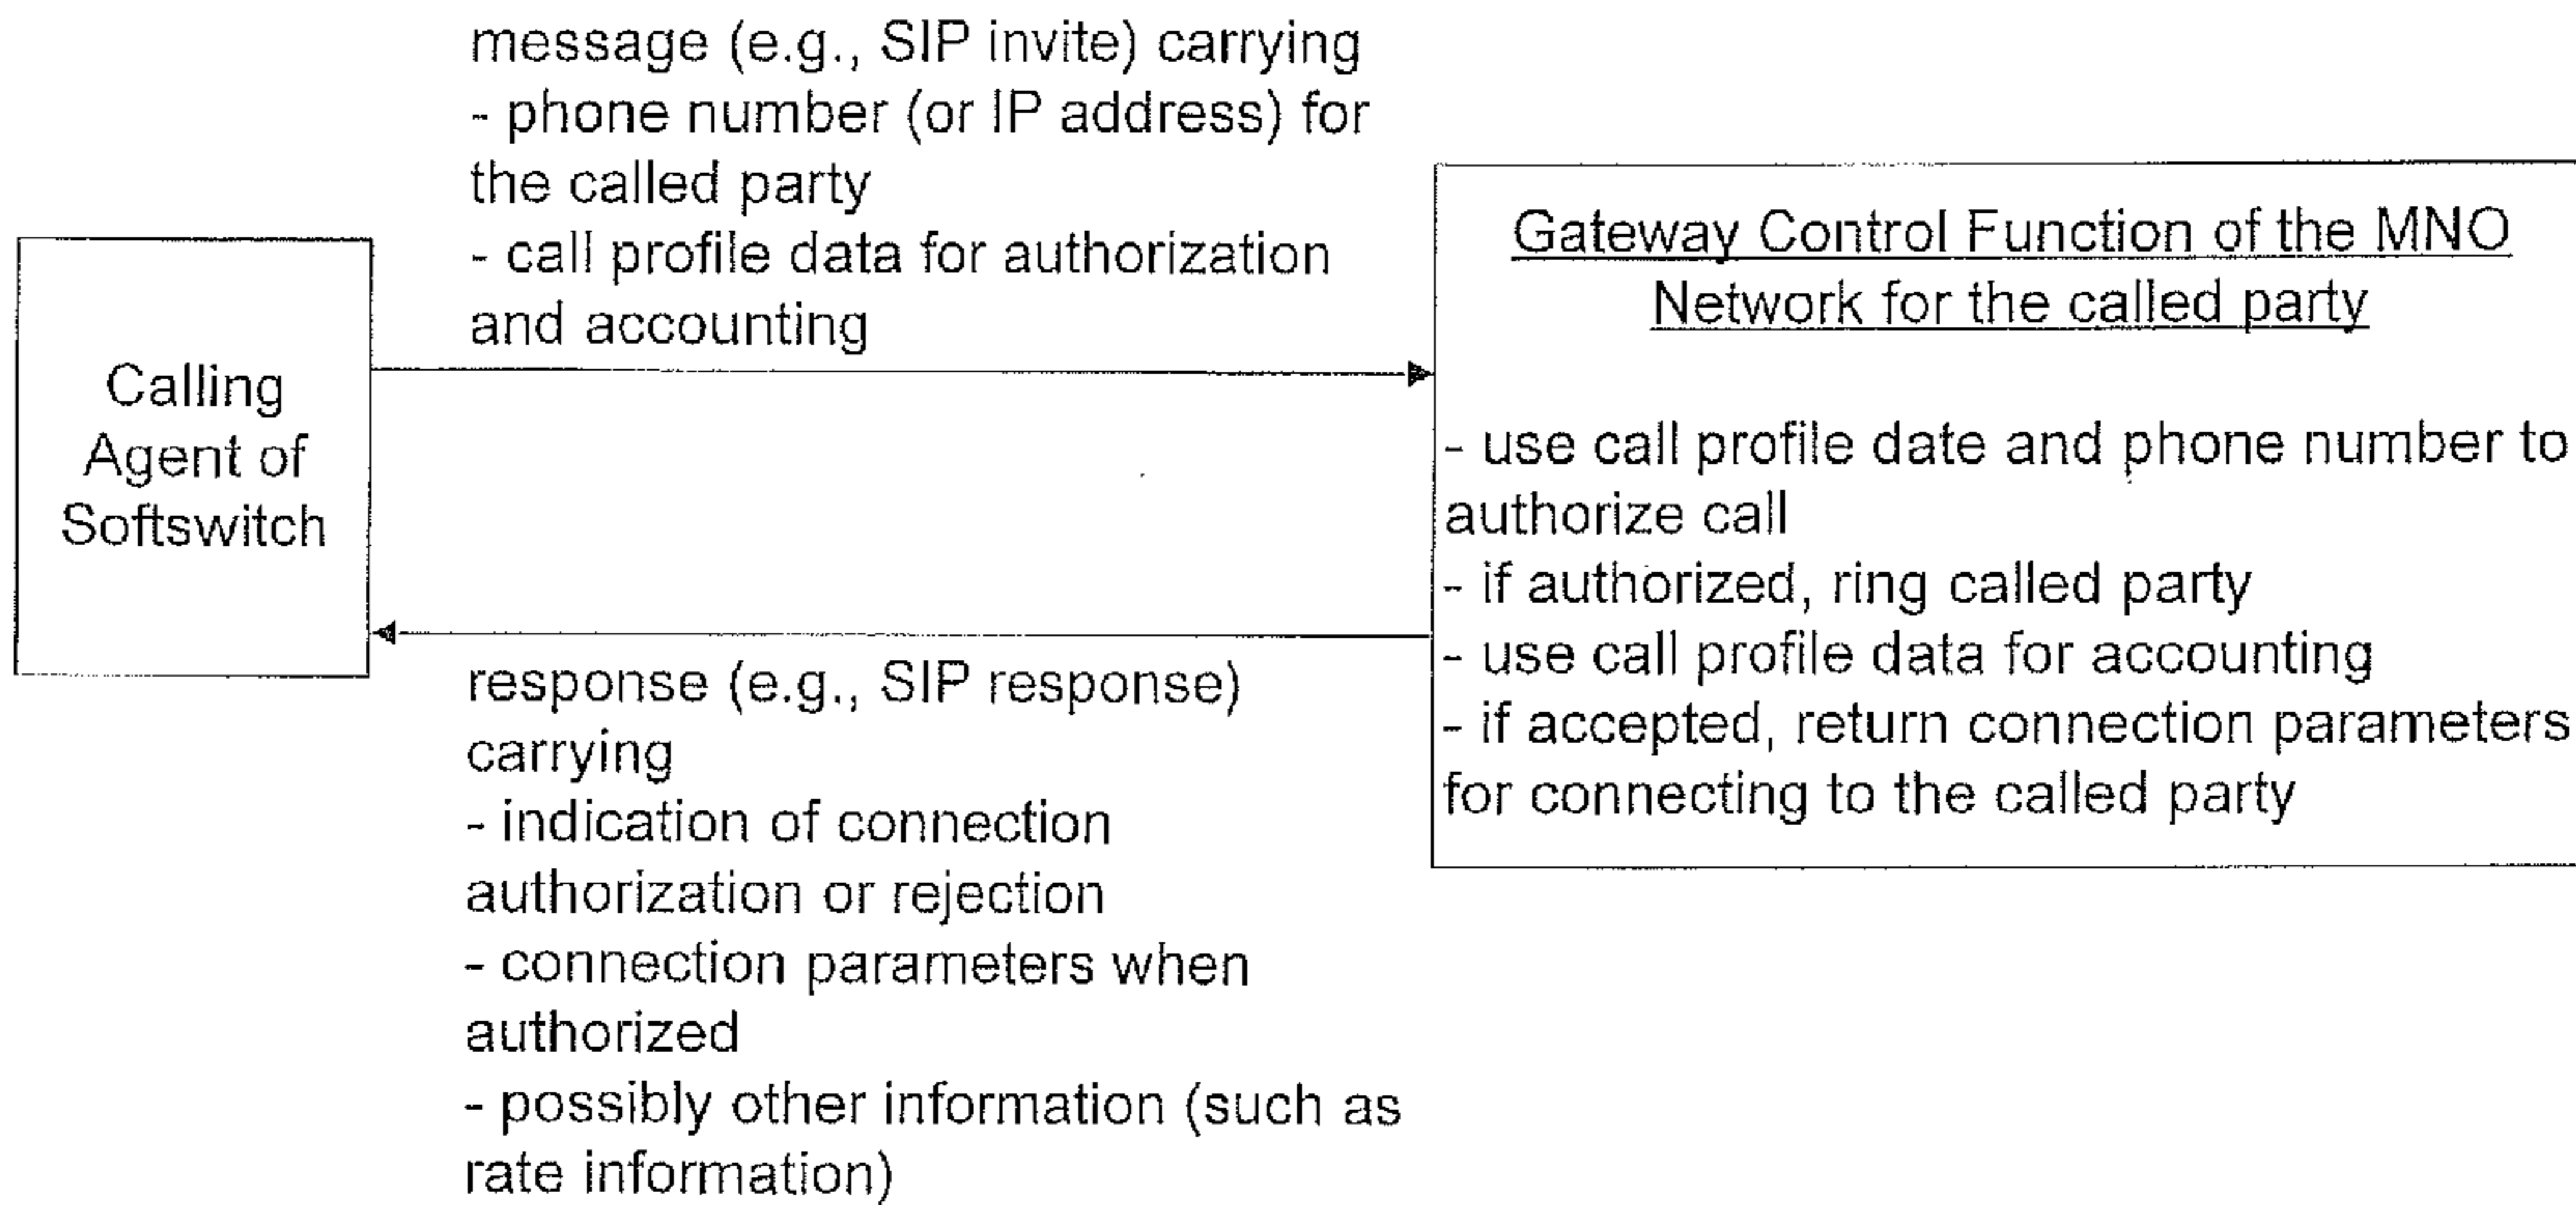 message (e.g., SIP invite) carrying
- phone number (or IP address) for
the called party
- call profile data for authorization
and accounting
Calling
Agent of
Softswitch
Gateway Control Function of the MNO
Network for the called party
- use call profile date and phone number to
authorize call
- if authorized, ring called party
- use call profile data for accounting
- if accepted, return connection parameters
for connecting to the called party
response (e.g., SIP response)
carrying
- indication of connection
authorization or rejection
- connection parameters when
authorized
- possibly other information (such as
rate information)